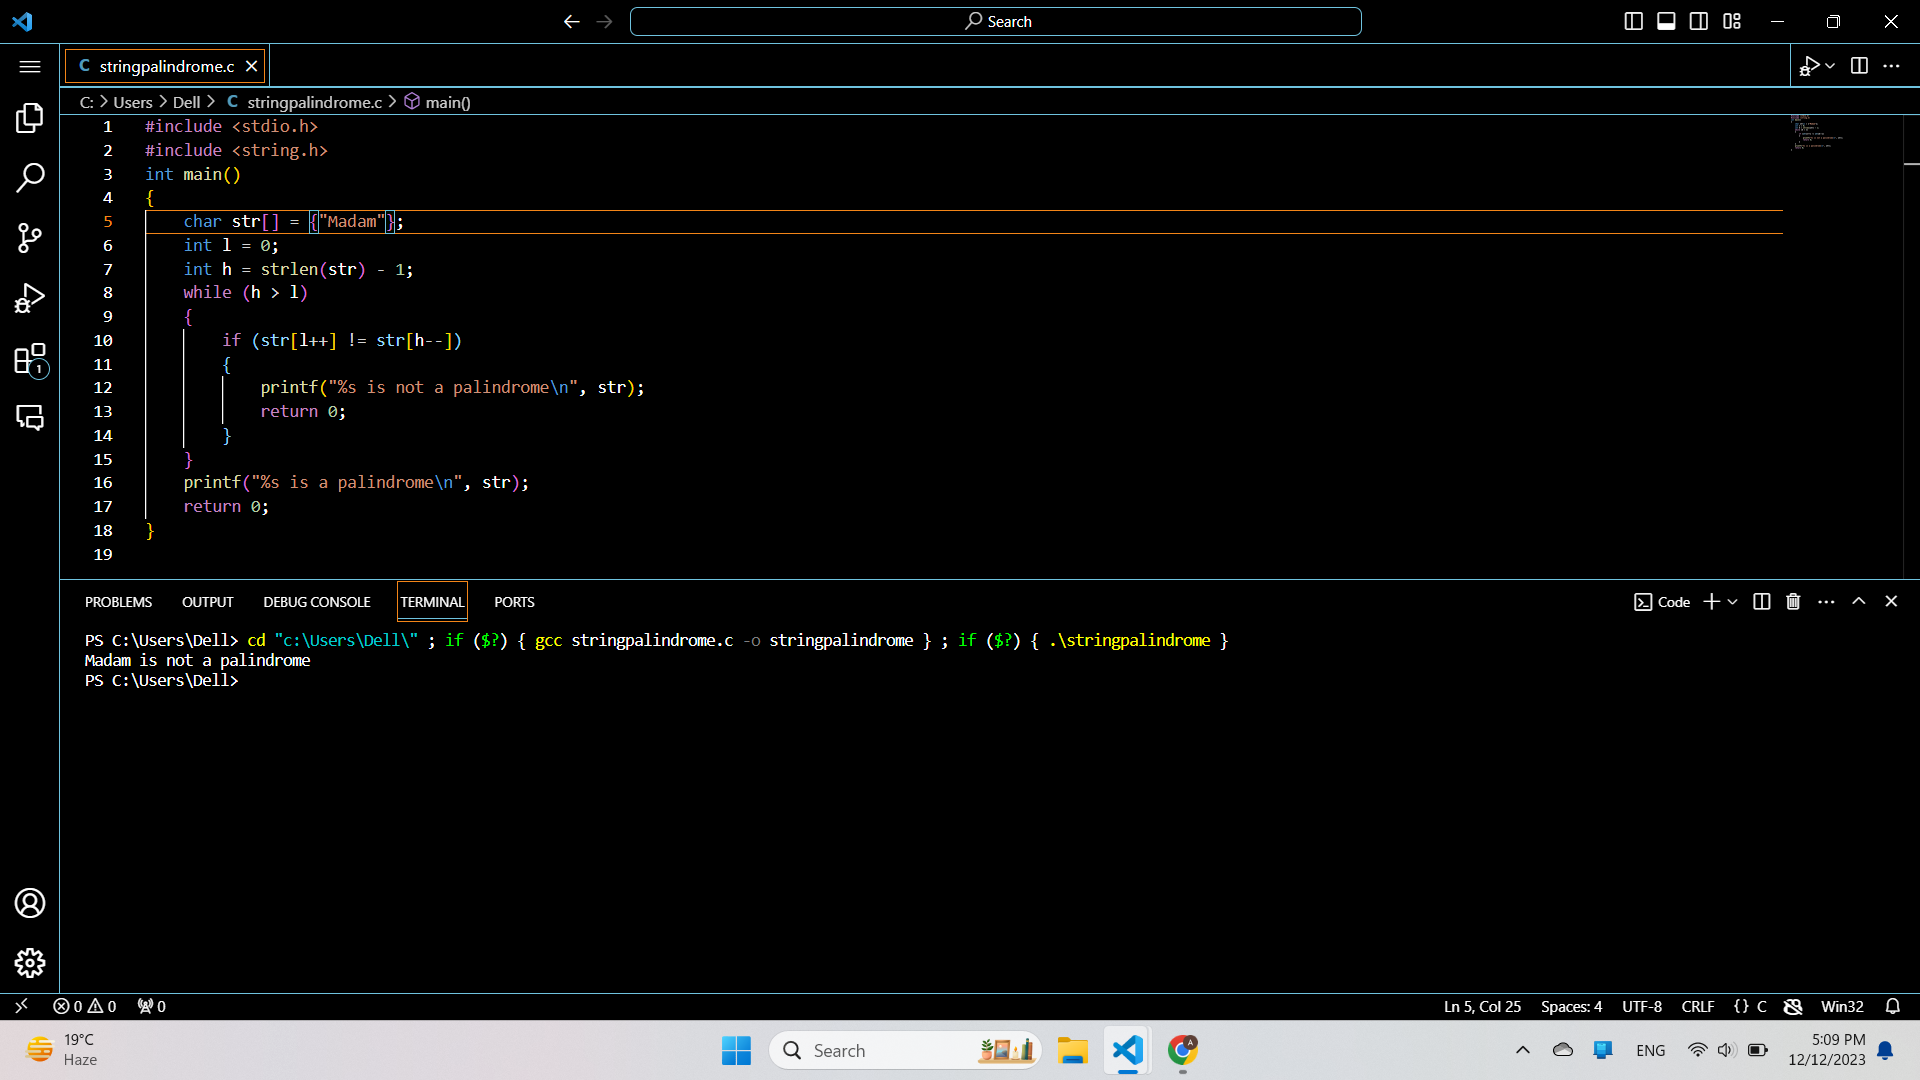 Search
stringpalindrome.c
C: > Users > Dell > C stringpalindrome.c > main()
1 #include <stdio.h>
2 #include <string.h>
3 int main()
4 {
5     char str[] = {"Madam"};
6     int l = 0;
7     int h = strlen(str) - 1;
8     while (h > l)
9     {
10         if (str[l++] != str[h--])
11         {
12             printf("%s is not a palindrome\n", str);
13             return 0;
14         }
15     }
16     printf("%s is a palindrome\n", str);
17     return 0;
18 }
19
1
PROBLEMS OUTPUT DEBUG CONSOLE TERMINAL PORTS Code
PS C:\Users\Dell> cd "c:\Users\Dell\" ; if ($?) { gcc stringpalindrome.c -o stringpalindrome } ; if ($?) { .\stringpalindrome }
Madam is not a palindrome
PS C:\Users\Dell>
0 0 0 Ln 5, Col 25 Spaces: 4 UTF-8 CRLF {} C Win32
19°C
Haze
Search
A
ENG
5:09 PM
12/12/2023